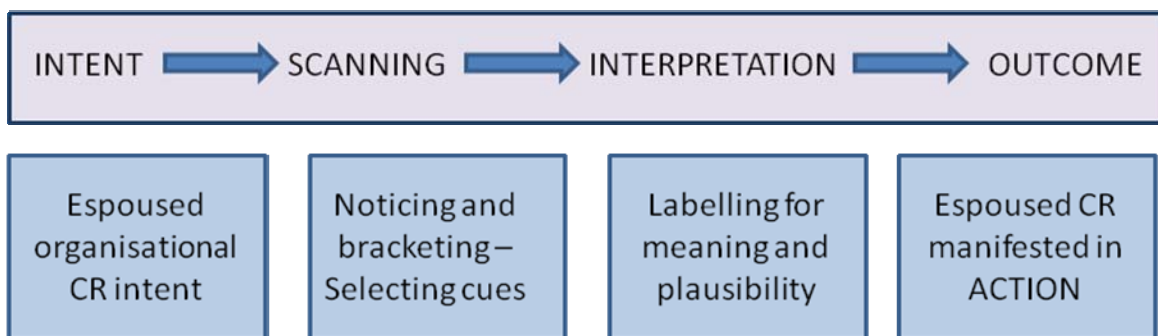 INTENT SCANNING INTERPRETATION OUTCOME
Espoused
organisational
CR intent
Noticing and
bracketing –
Selecting cues
Labelling for
meaning and
plausibility
Espoused CR
manifested in
ACTION